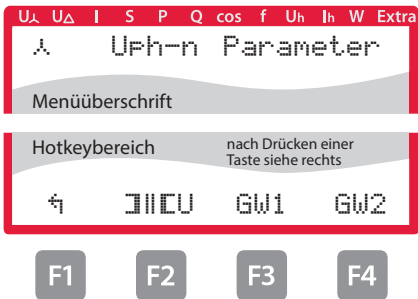 U⅄ U△ I S P Q cos f Uh Ih W Extra
⅄ UPh-n Parameter
Menüüberschrift
Hotkeybereich
nach Drücken einer
Taste siehe rechts
GW1 GW2
F1 F2 F3 F4